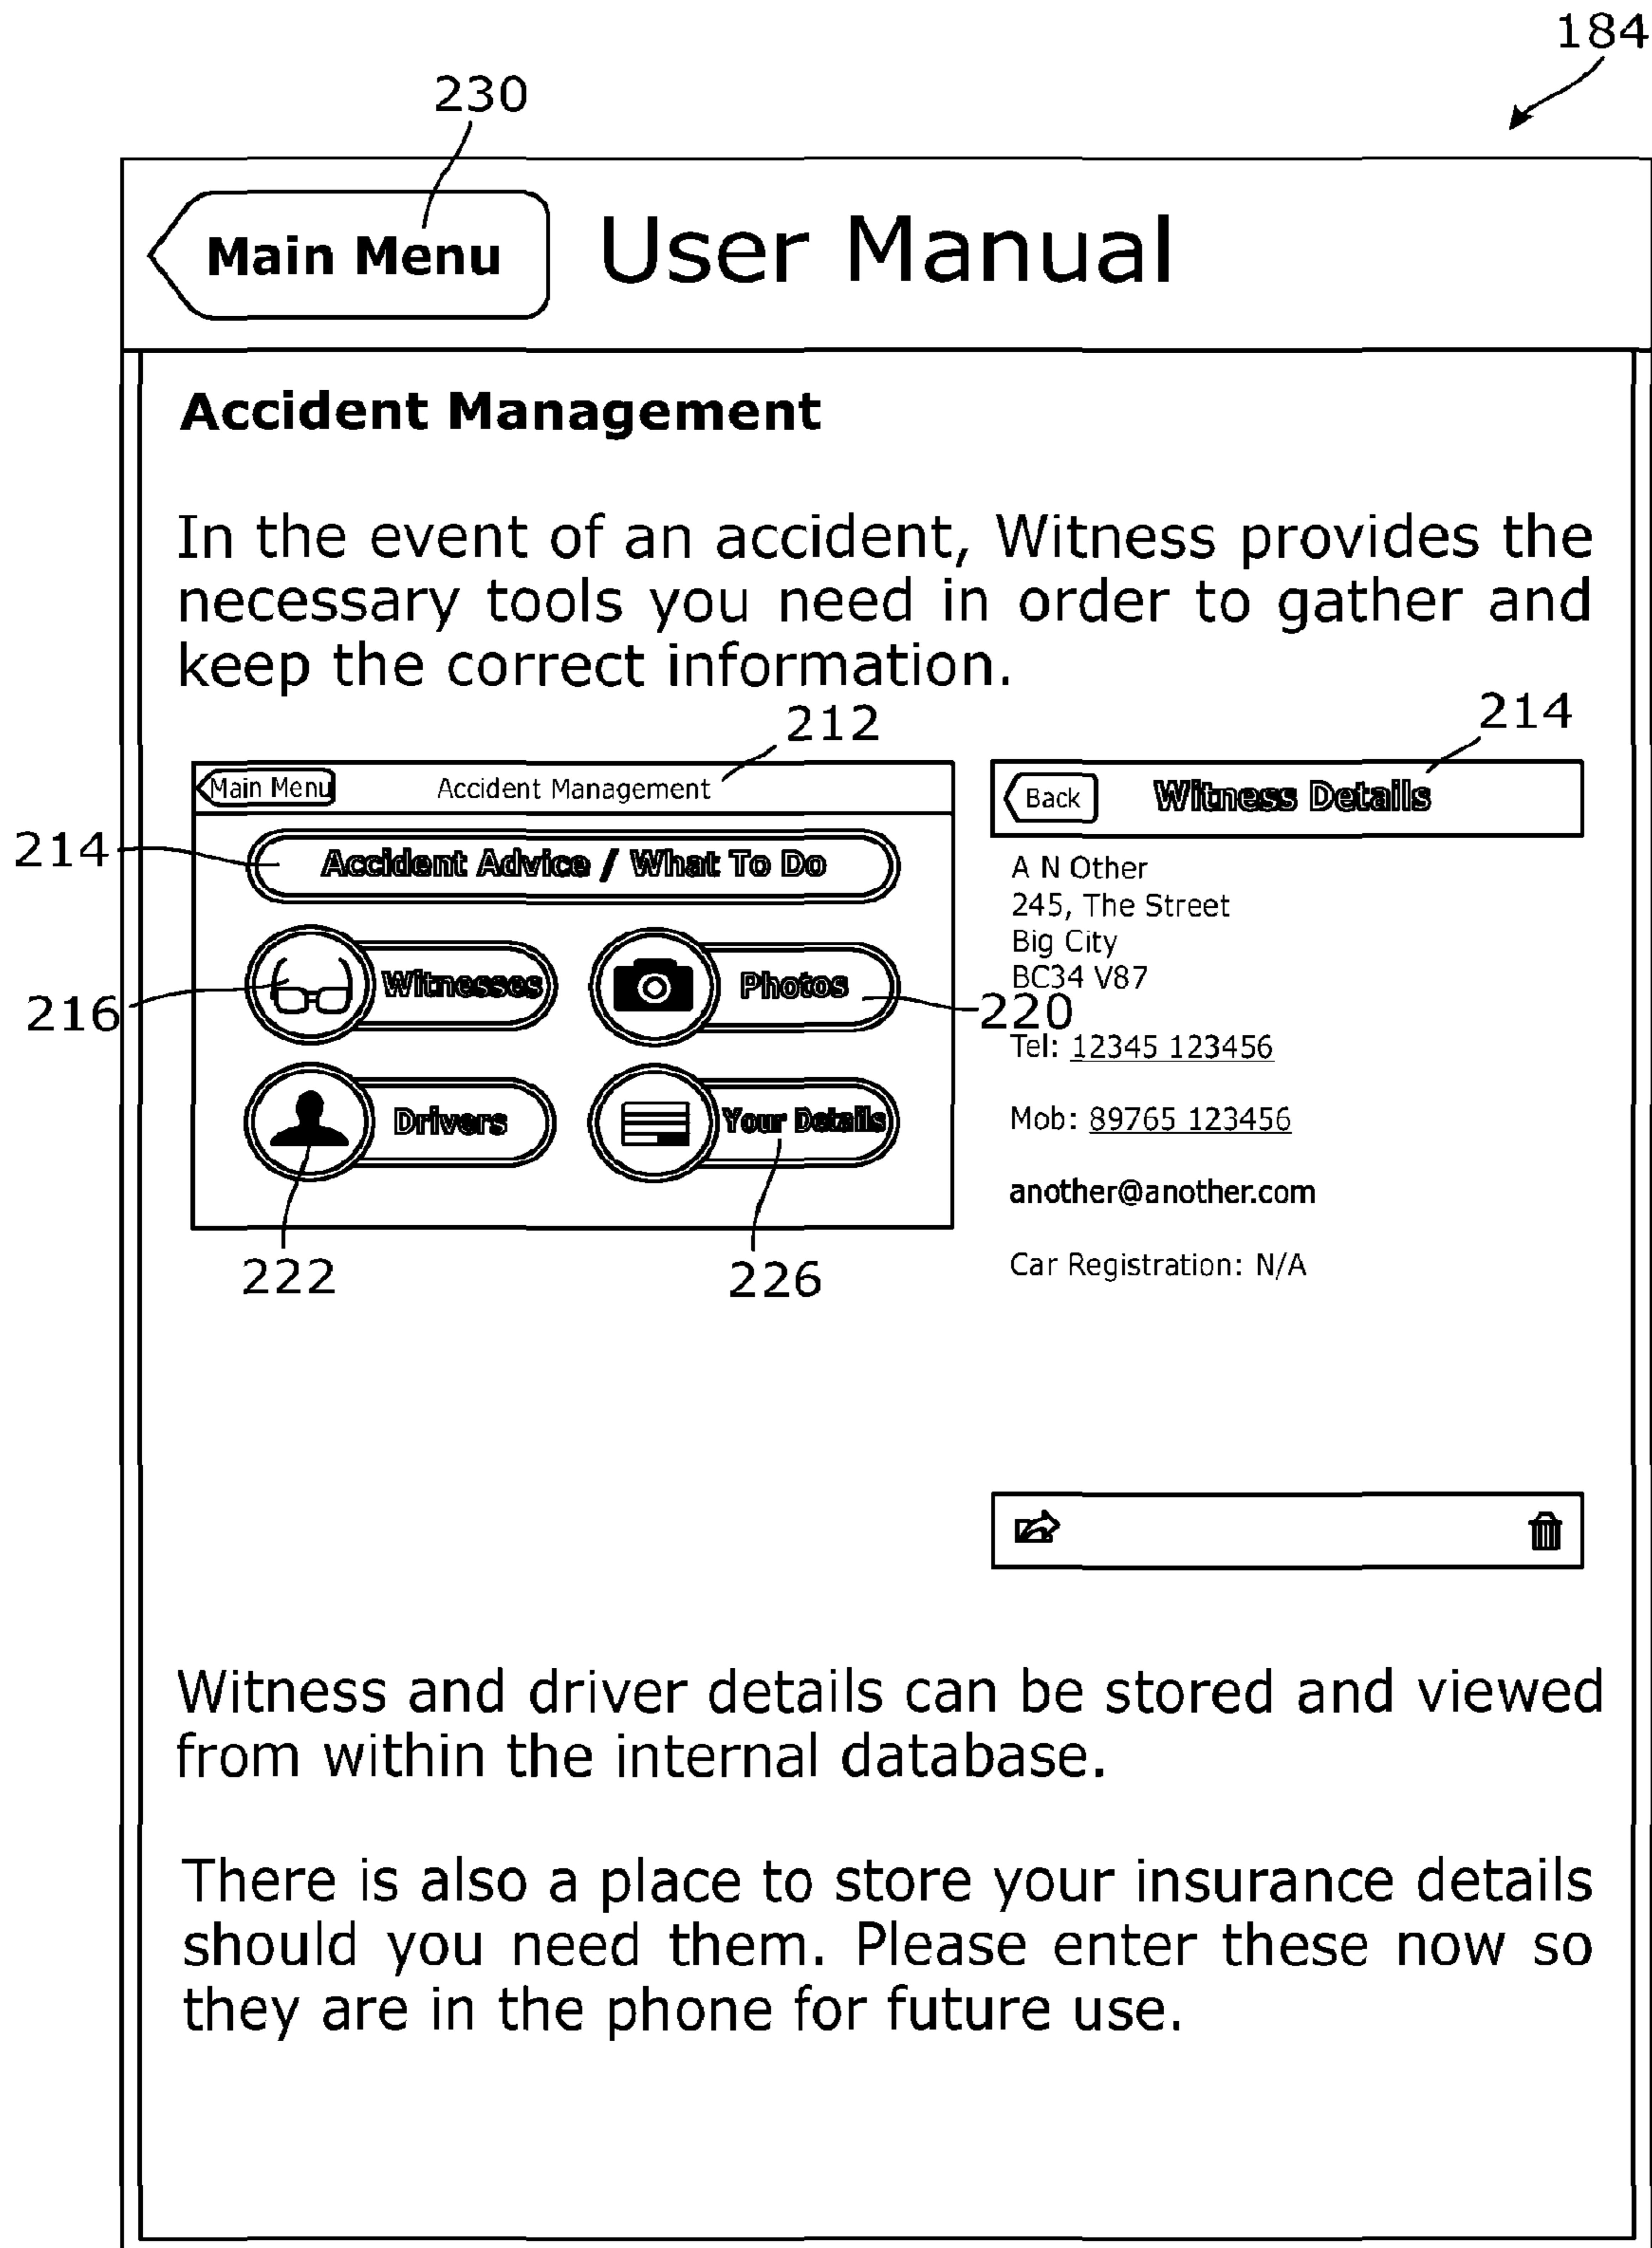 184
230
Main Menu
User Manual
Accident Management
In the event of an accident, Witness provides the
necessary tools you need in order to gather and
keep the correct information.
212
214
Main Menu
Accident Management
214
Accident Advice / What To Do
216
Witnesses
Photos
220
Drivers
Your Details
222
226
Back
Witness Details
A N Other
245, The Street
Big City
BC34 V87
Tel: 12345 123456
Mob: 89765 123456
another@another.com
Car Registration: N/A
Witness and driver details can be stored and viewed
from within the internal database.
There is also a place to store your insurance details
should you need them. Please enter these now so
they are in the phone for future use.